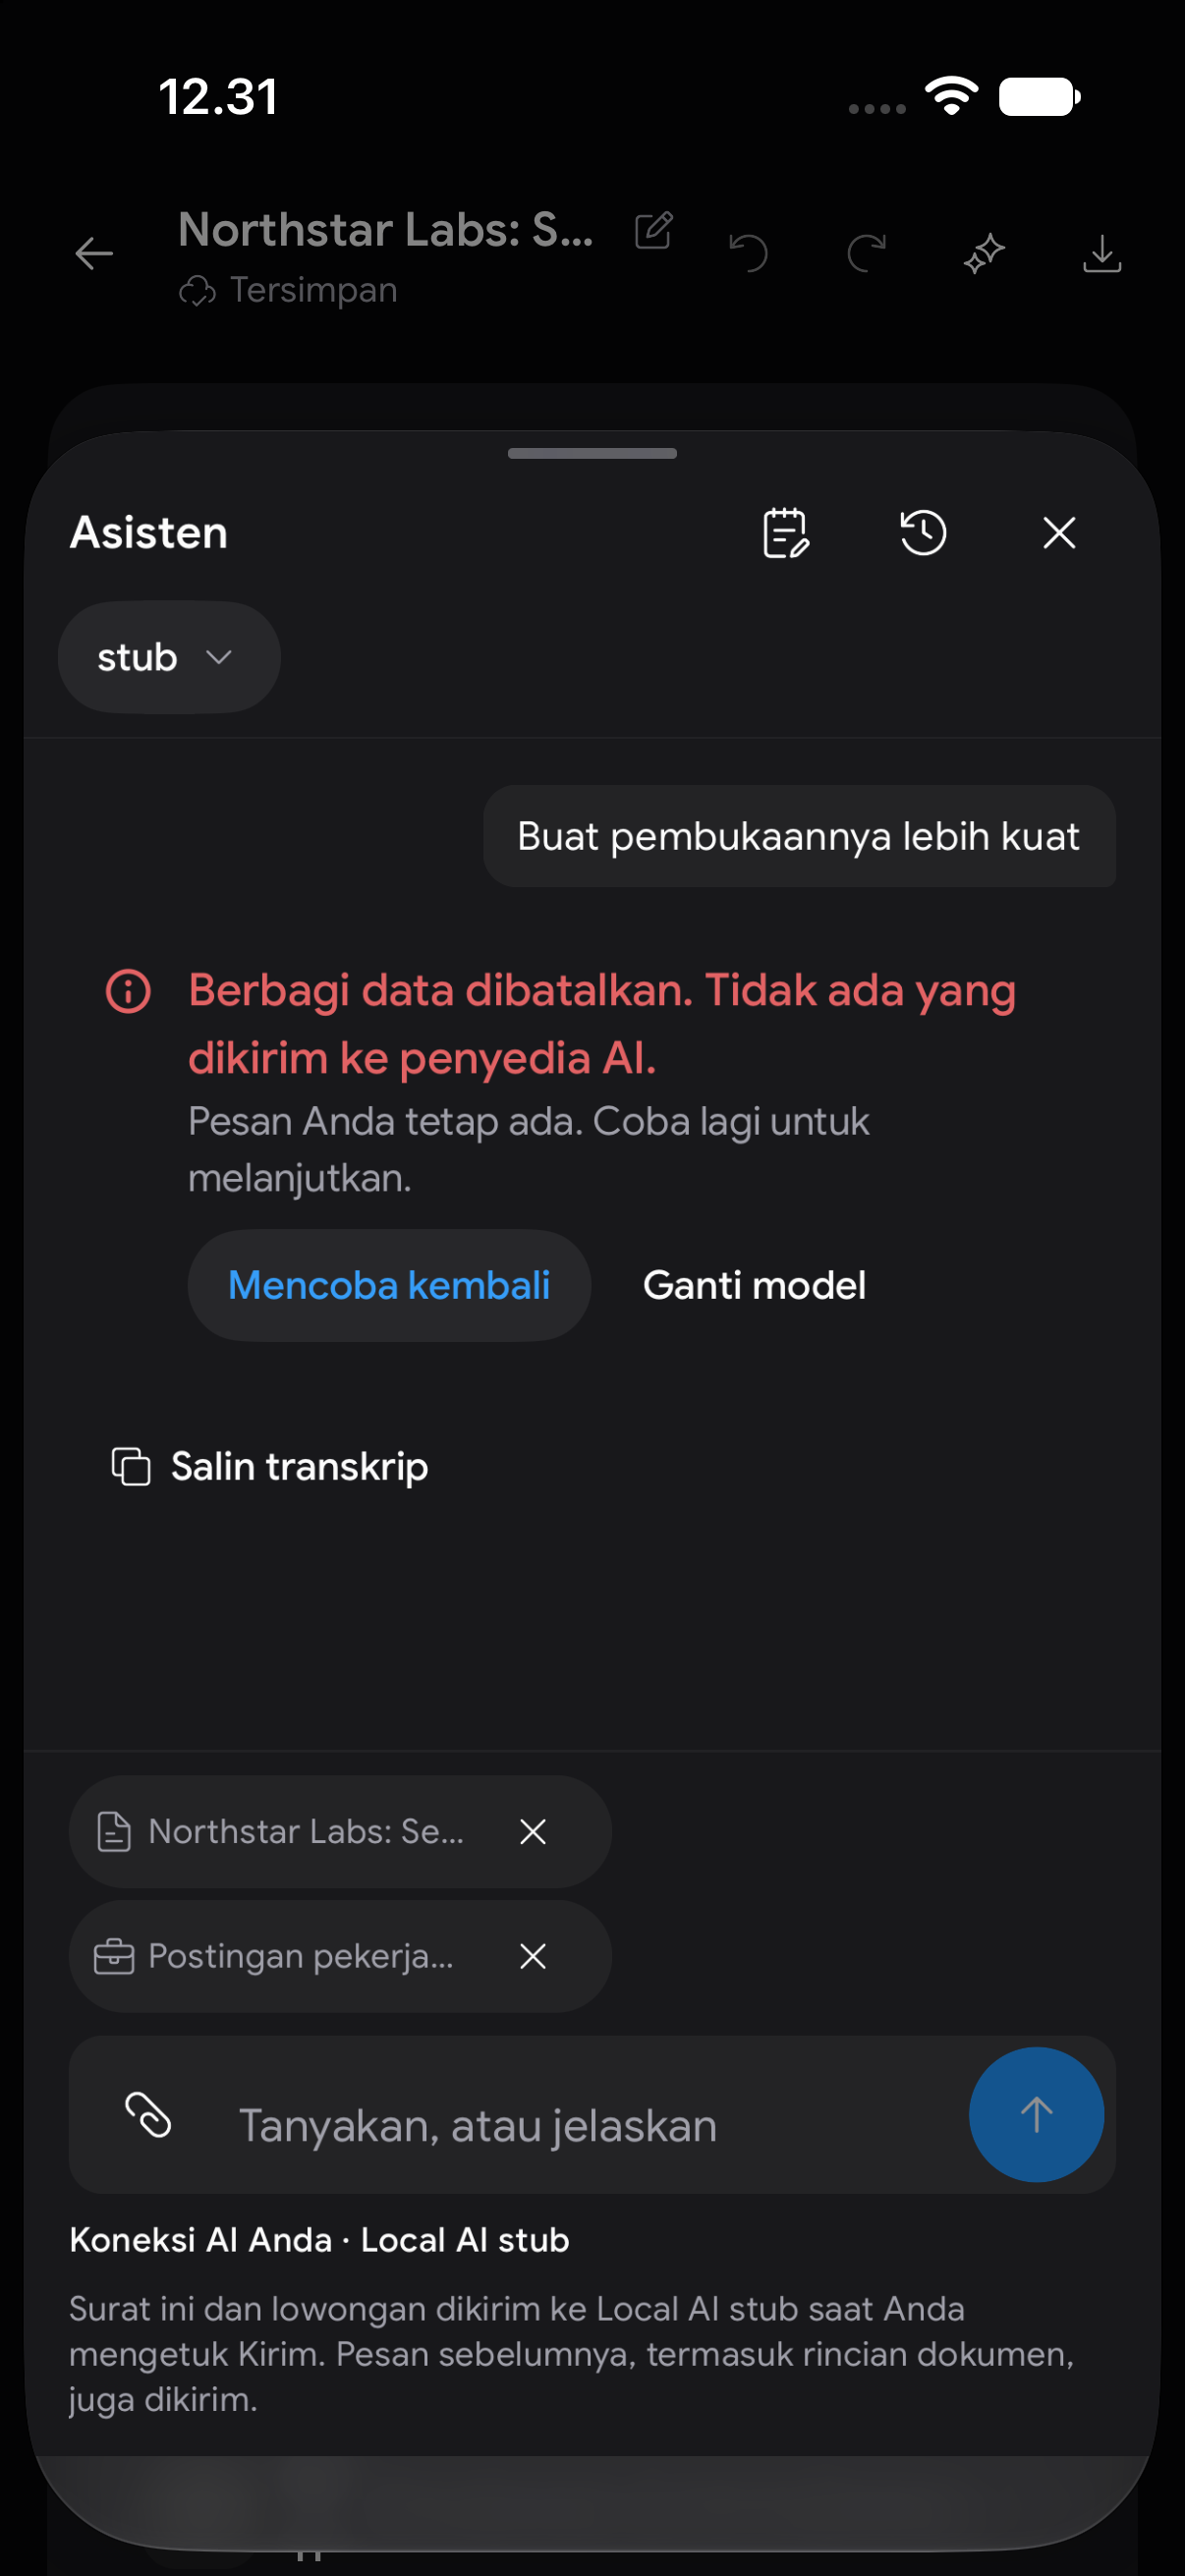 12.31
Northstar Labs: S...
Tersimpan
Asisten
stub
Buat pembukaannya lebih kuat
Berbagi data dibatalkan. Tidak ada yang
dikirim ke penyedia AI.
Pesan Anda tetap ada. Coba lagi untuk
melanjutkan.
Mencoba kembali
Ganti model
Salin transkrip
Northstar Labs: Se...
Postingan pekerja...
Tanyakan, atau jelaskan
Koneksi AI Anda · Local AI stub
Surat ini dan lowongan dikirim ke Local AI stub saat Anda
mengetuk Kirim. Pesan sebelumnya, termasuk rincian dokumen,
juga dikirim.